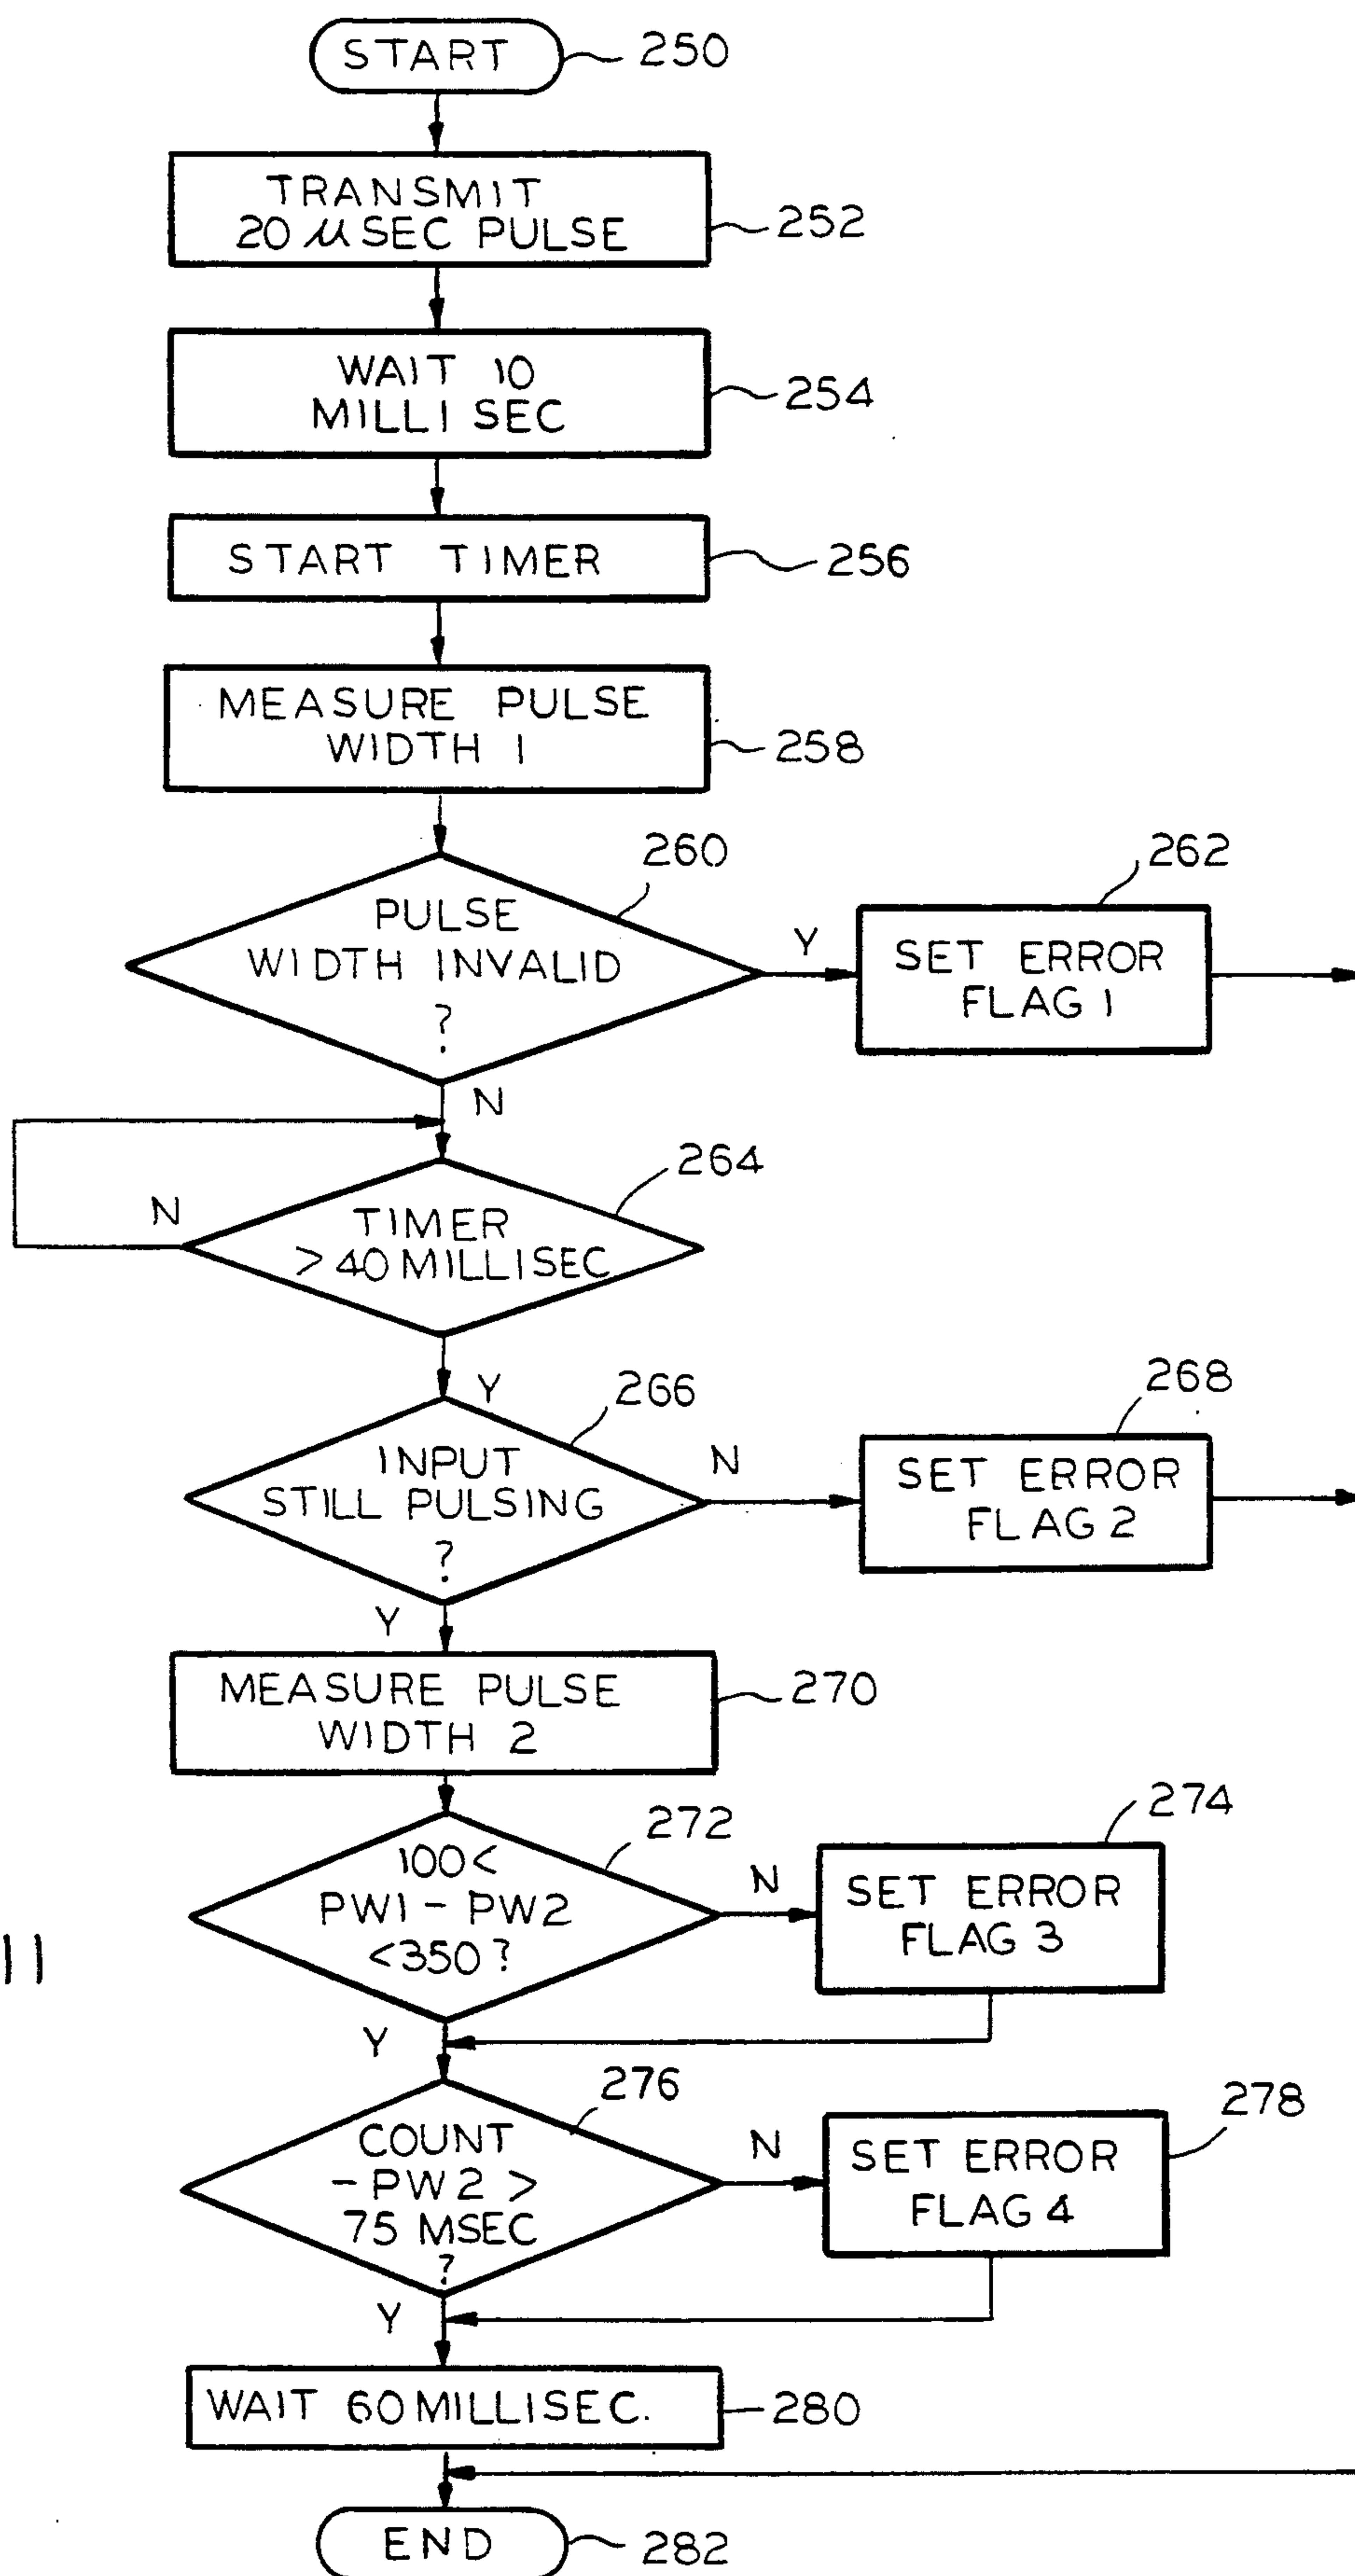 START
250
TRANSMIT
20 μSEC PULSE
252
WAIT 10
MILLISEC
254
START TIMER
256
MEASURE PULSE
WIDTH 1
258
260
PULSE
WIDTH INVALID
?
Y
262
SET ERROR
FLAG 1
N
264
N
TIMER
>40 MILLISEC
Y
266
INPUT
STILL PULSING
?
N
268
SET ERROR
FLAG 2
Y
MEASURE PULSE
WIDTH 2
270
272
100<
PW1 - PW2
<350?
N
274
SET ERROR
FLAG 3
11
Y
276
COUNT
- PW2 >
75 MSEC
?
N
278
SET ERROR
FLAG 4
Y
WAIT 60 MILLISEC.
280
END
282